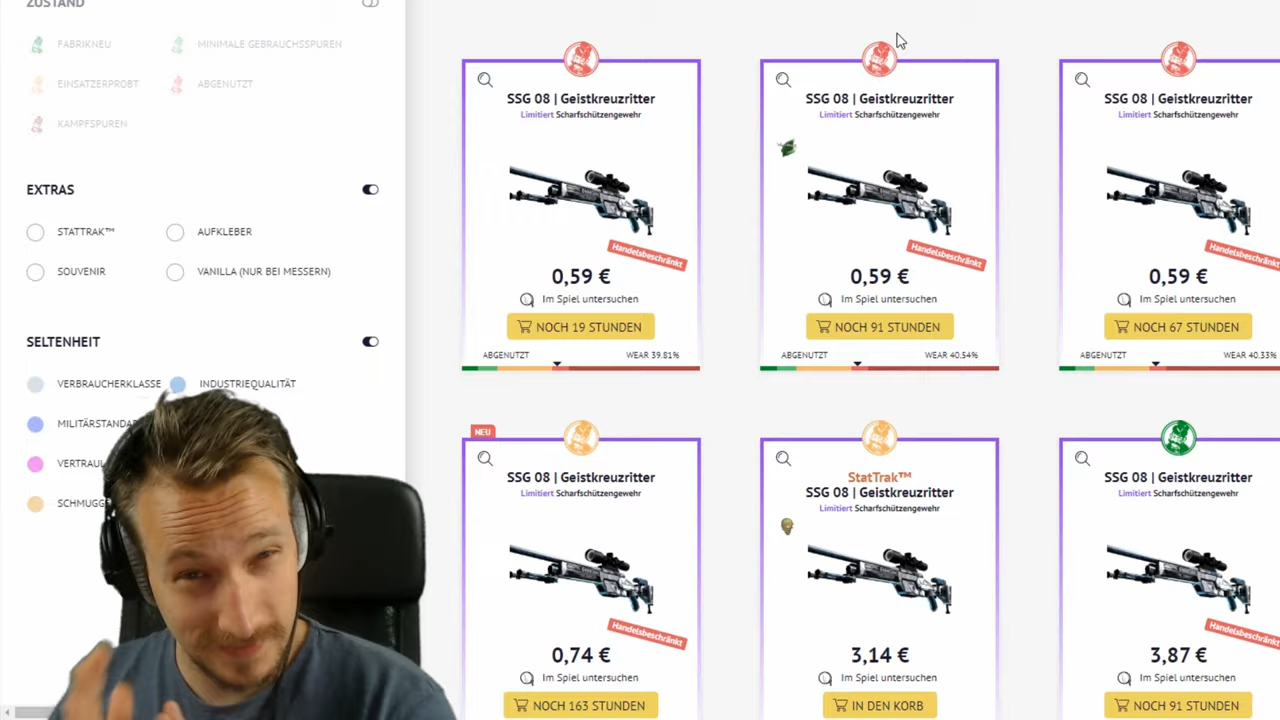 ZUSTAND
FABRIKNEU
MINIMALE GEBRAUCHSSPUREN
EINSATZERPROBT
ABGENUTZT
KAMPFSPUREN
EXTRAS
STATTRAK™
AUFKLEBER
SOUVENIR
VANILLA (NUR BEI MESSERN)
SELTENHEIT
VERBRAUCHERKLASSE
INDUSTRIEQUALITÄT
SSG 08 | Geistkreuzritter
Limitiert Scharfschützengewehr
Handelsbeschränkt
0,59 €
Im Spiel untersuchen
NOCH 19 STUNDEN
ABGENUTZT
WEAR 39.81%
SSG 08 | Geistkreuzritter
Limitiert Scharfschützengewehr
Handelsbeschränkt
0,59 €
Im Spiel untersuchen
NOCH 91 STUNDEN
ABGENUTZT
WEAR 40.54%
SSG 08 | Geistkreuzritter
Limitiert Scharfschützengewehr
Handelsbeschränkt
0,59 €
Im Spiel untersuchen
NOCH 67 STUNDEN
ABGENUTZT
WEAR 40.33%
NEU
SSG 08 | Geistkreuzritter
Limitiert Scharfschützengewehr
Handelsbeschränkt
0,74 €
Im Spiel untersuchen
NOCH 163 STUNDEN
StatTrak™
SSG 08 | Geistkreuzritter
Limitiert Scharfschützengewehr
3,14 €
Im Spiel untersuchen
IN DEN KORB
SSG 08 | Geistkreuzritter
Limitiert Scharfschützengewehr
Handelsbeschränkt
3,87 €
Im Spiel untersuchen
NOCH 91 STUNDEN